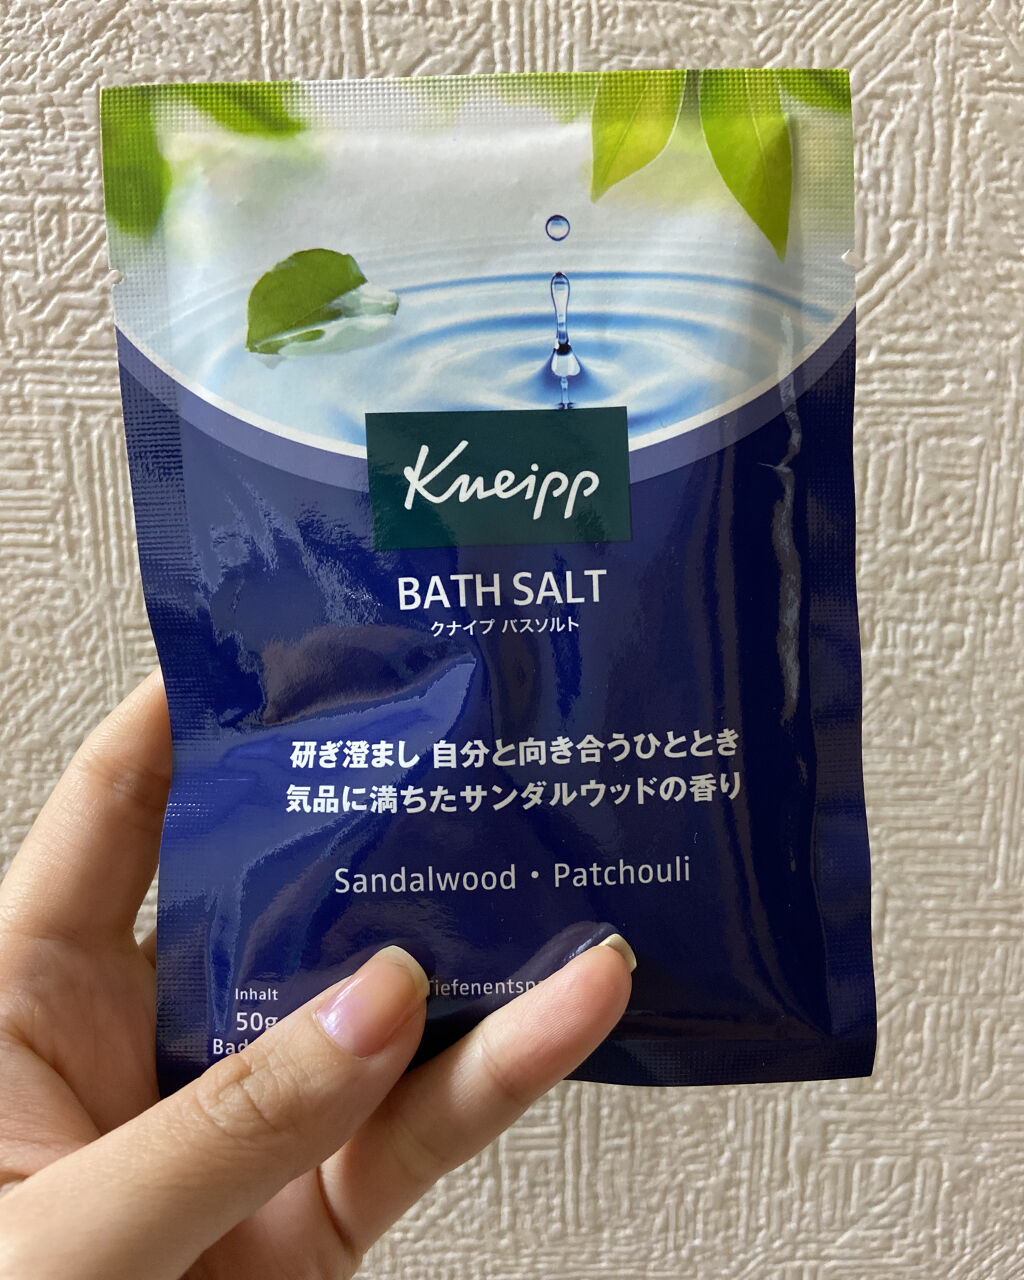 Kneipp
BATH SALT
クナイプ バスソルト
研ぎ澄まし 自分と向き合うひととき
気品に満ちたサンダルウッドの香り
Sandalwood・Patchouli
Inhalt
50g